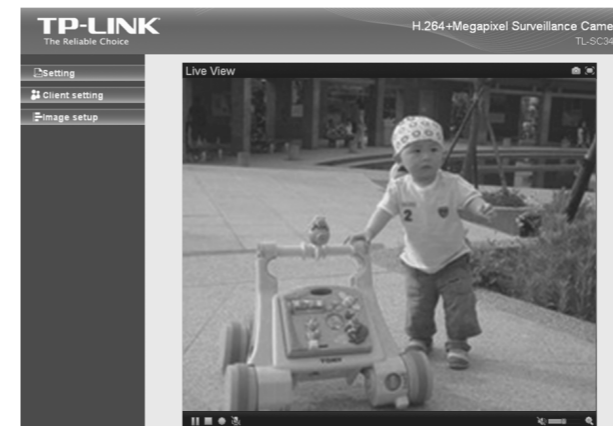 TP-LINK
The Reliable Choice
H.264+Megapixel Surveillance Came
TL-SC34
Setting
Client setting
Image setup
Live View
2
TOMY